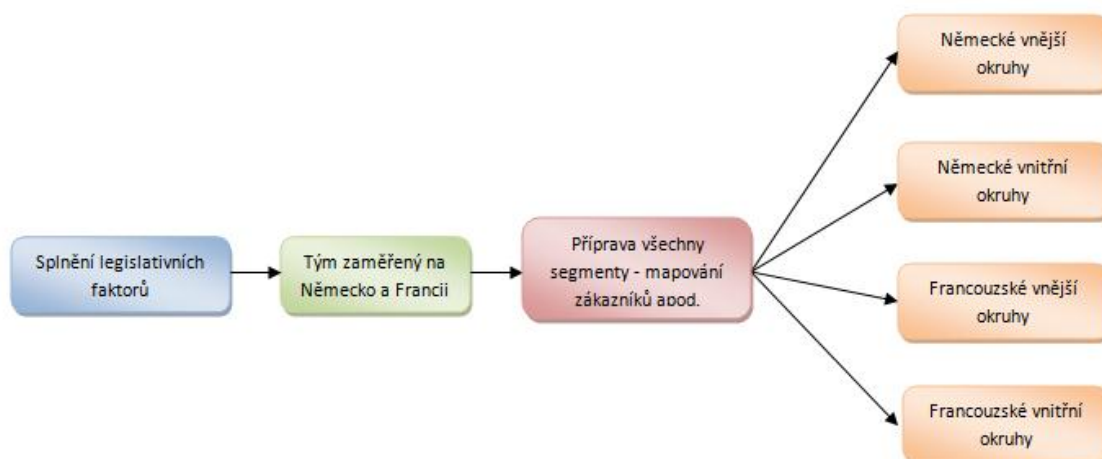 Splnění legislativních
faktorů
Tým zaměřený na
Německo a Francii
Příprava všechny
segmenty - mapování
zákazníků apod.
Německé vnější
okruhy
Německé vnitřní
okruhy
Francouzské vnější
okruhy
Francouzské vnitřní
okruhy